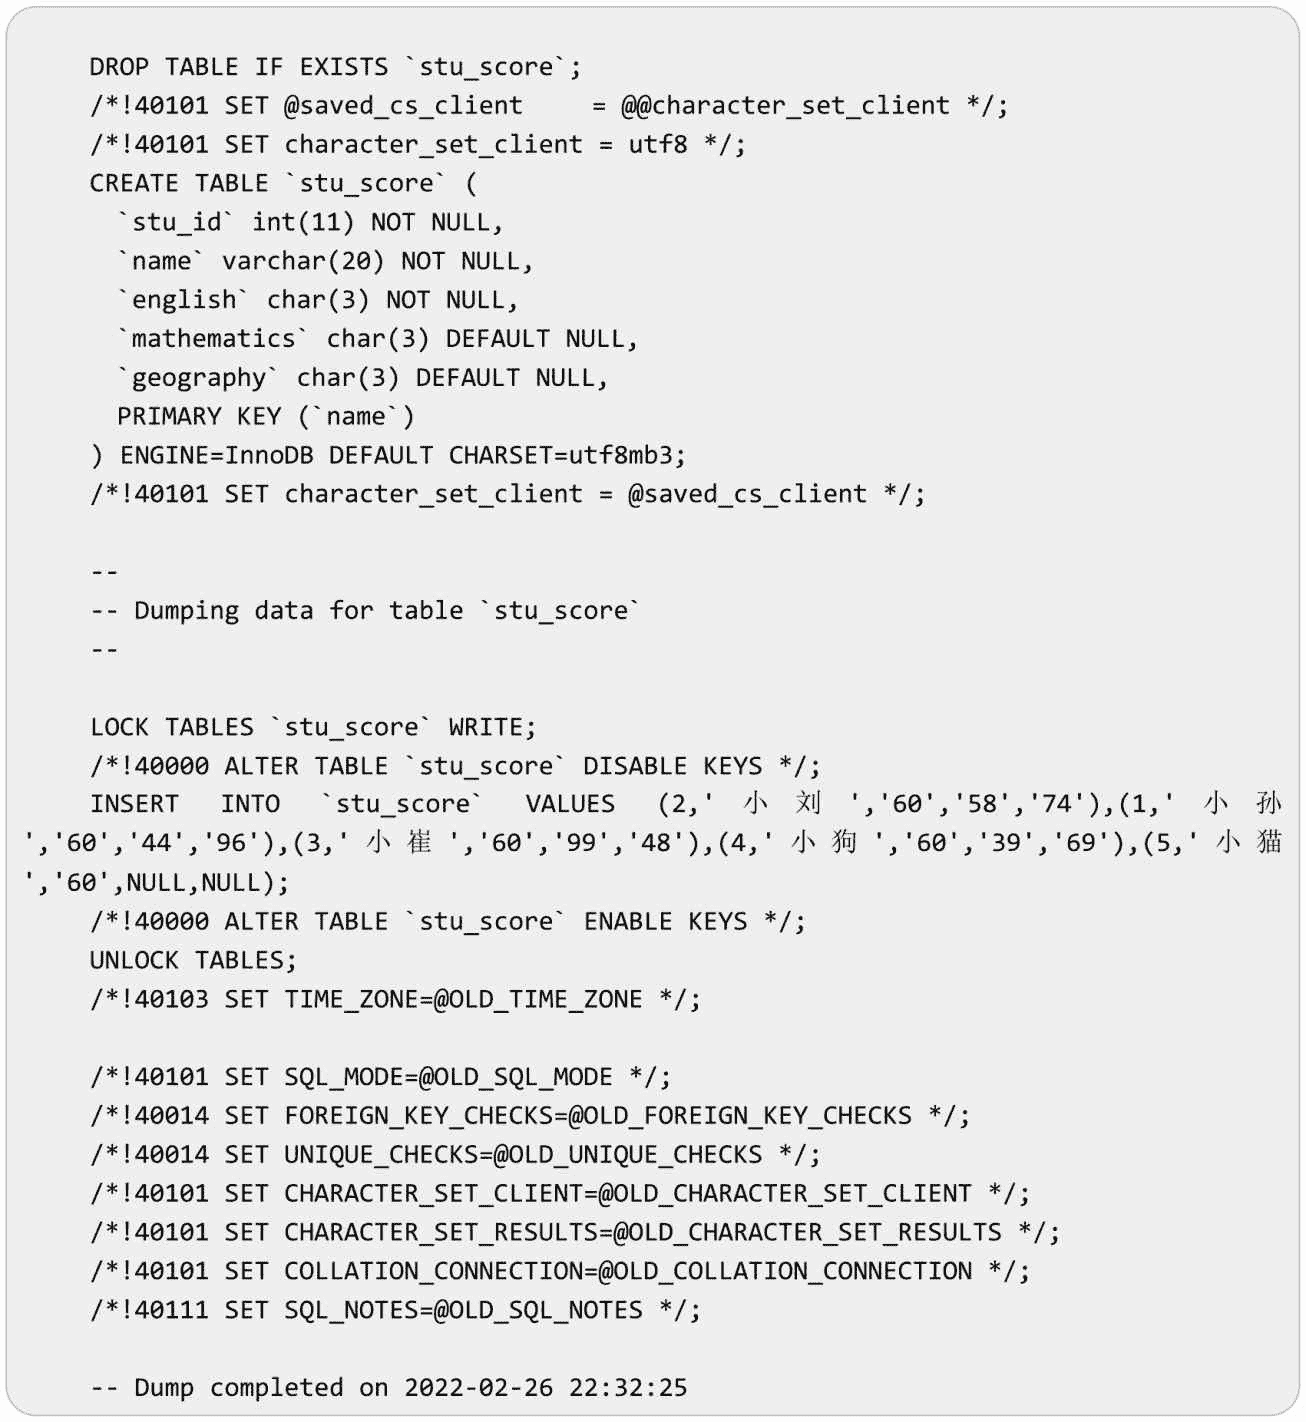 DROP TABLE IF EXISTS `stu_score`;
/*!40101 SET @saved_cs_client     = @@character_set_client */;
/*!40101 SET character_set_client = utf8 */;
CREATE TABLE `stu_score` (
  `stu_id` int(11) NOT NULL,
  `name` varchar(20) NOT NULL,
  `english` char(3) NOT NULL,
  `mathematics` char(3) DEFAULT NULL,
  `geography` char(3) DEFAULT NULL,
  PRIMARY KEY (`name`)
) ENGINE=InnoDB DEFAULT CHARSET=utf8mb3;
/*!40101 SET character_set_client = @saved_cs_client */;
--
-- Dumping data for table `stu_score`
--
LOCK TABLES `stu_score` WRITE;
/*!40000 ALTER TABLE `stu_score` DISABLE KEYS */;
INSERT INTO `stu_score` VALUES (2,' 小 刘 ','60','58','74'),(1,' 小 孙
','60','44','96'),(3,' 小 崔 ','60','99','48'),(4,' 小 狗 ','60','39','69'),(5,' 小 猫
','60',NULL,NULL);
/*!40000 ALTER TABLE `stu_score` ENABLE KEYS */;
UNLOCK TABLES;
/*!40103 SET TIME_ZONE=@OLD_TIME_ZONE */;
/*!40101 SET SQL_MODE=@OLD_SQL_MODE */;
/*!40014 SET FOREIGN_KEY_CHECKS=@OLD_FOREIGN_KEY_CHECKS */;
/*!40014 SET UNIQUE_CHECKS=@OLD_UNIQUE_CHECKS */;
/*!40101 SET CHARACTER_SET_CLIENT=@OLD_CHARACTER_SET_CLIENT */;
/*!40101 SET CHARACTER_SET_RESULTS=@OLD_CHARACTER_SET_RESULTS */;
/*!40101 SET COLLATION_CONNECTION=@OLD_COLLATION_CONNECTION */;
/*!40111 SET SQL_NOTES=@OLD_SQL_NOTES */;
-- Dump completed on 2022-02-26 22:32:25